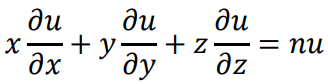 x ∂u/∂x + y ∂u/∂y + z ∂u/∂z = nu